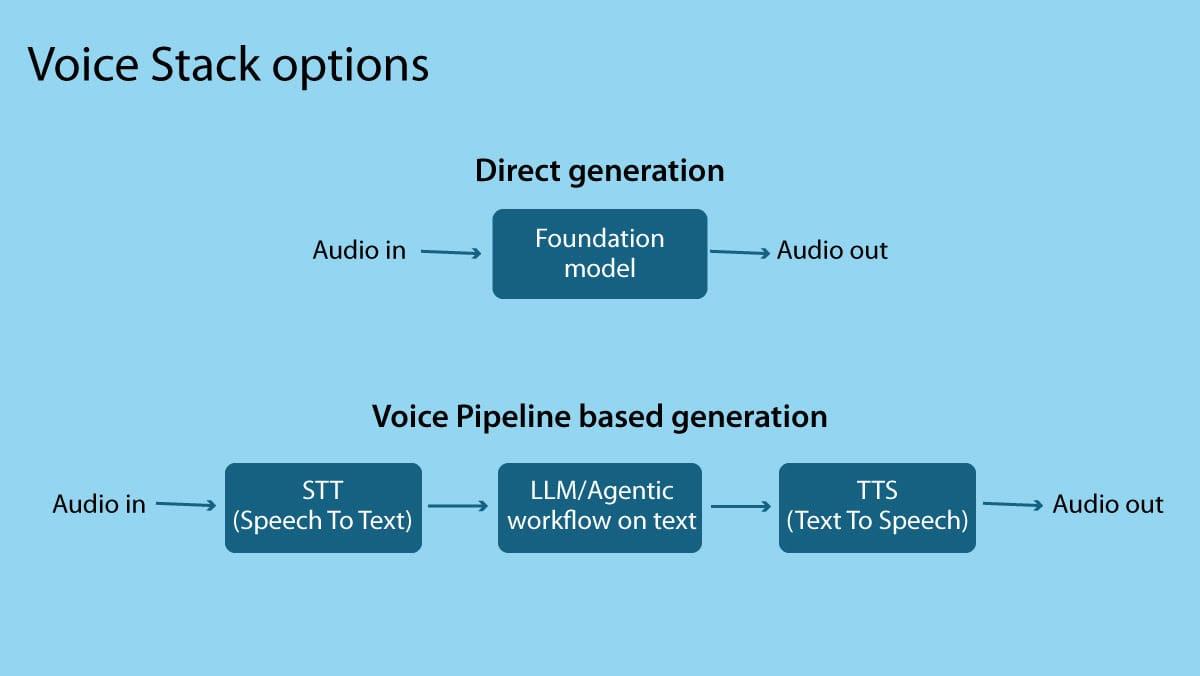 Voice Stack options
Direct generation
Audio in
Foundation
model
Audio out
Voice Pipeline based generation
Audio in
STT
(Speech To Text)
LLM/Agentic
workflow on text
TTS
(Text To Speech)
Audio out